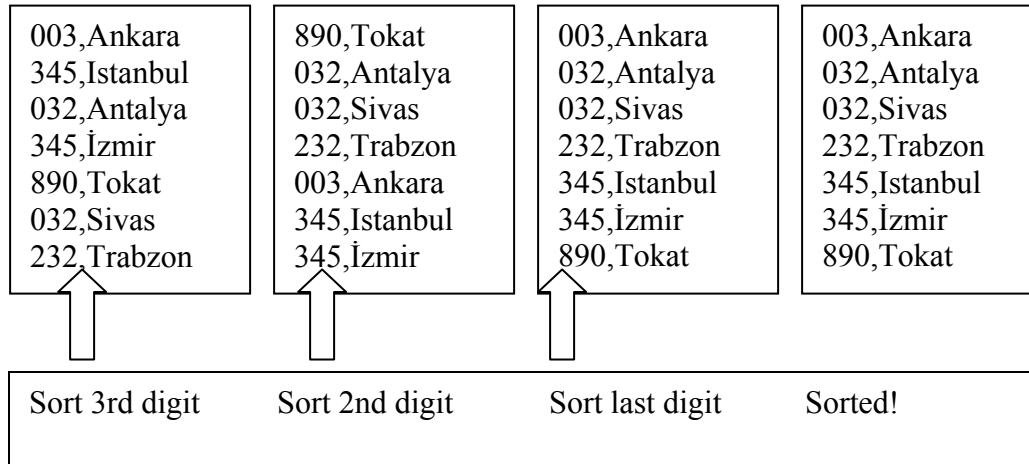 003,Ankara
345,Istanbul
032,Antalya
345,İzmir
890,Tokat
032,Sivas
232,Trabzon
890,Tokat
032,Antalya
032,Sivas
232,Trabzon
003,Ankara
345,Istanbul
345,İzmir
003,Ankara
032,Antalya
032,Sivas
232,Trabzon
345,Istanbul
345,İzmir
890,Tokat
003,Ankara
032,Antalya
032,Sivas
232,Trabzon
345,Istanbul
345,İzmir
890,Tokat
Sort 3rd digit
Sort 2nd digit
Sort last digit
Sorted!